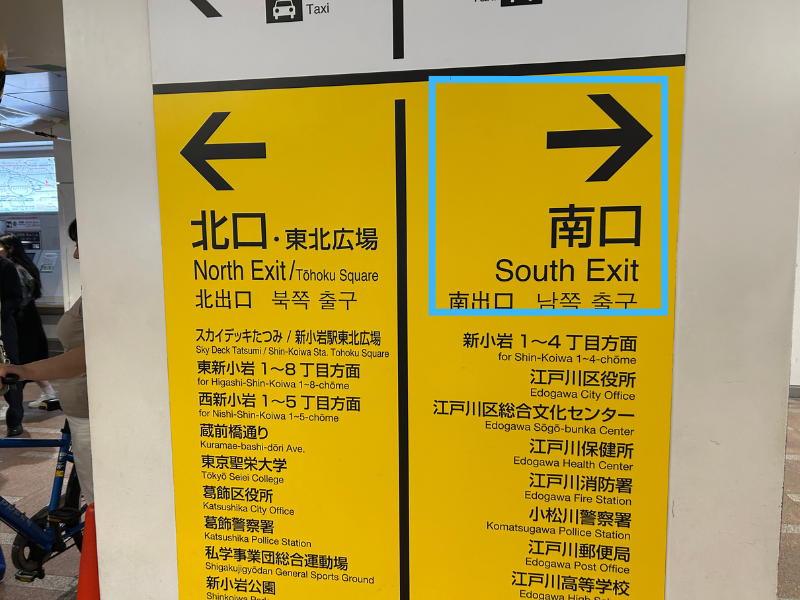 Taxi
北口・東北広場
North Exit/Tōhoku Square
北出口 북쪽 출구
スカイデッキたつみ / 新小岩駅東北広場
Sky Deck Tatsumi / Shin-Koiwa Sta. Tohoku Square
東新小岩 1〜8 丁目方面
for Higashi-Shin-Koiwa 1~8-chōme
西新小岩 1〜5 丁目方面
for Nishi-Shin-Koiwa 1~5-chōme
蔵前橋通り
Kuramae-bashi-dōri Ave.
東京聖栄大学
Tōkyō Seiei College
葛飾区役所
Katsushika City Office
葛飾警察署
Katsushika Pollice Station
私学事業団総合運動場
Shigakujigyōdan General Sports Ground
新小岩公園
Shinkoiwa Park
南口
South Exit
南出口 남쪽 출구
新小岩 1〜4 丁目方面
for Shin-Koiwa 1~4-chōme
江戸川区役所
Edogawa City Office
江戸川区総合文化センター
Edogawa Sōgō-bunka Center
江戸川保健所
Edogawa Health Center
江戸川消防署
Edogawa Fire Station
小松川警察署
Komatsugawa Pollice Station
江戸川郵便局
Edogawa Post Office
江戸川高等学校
Edogawa High